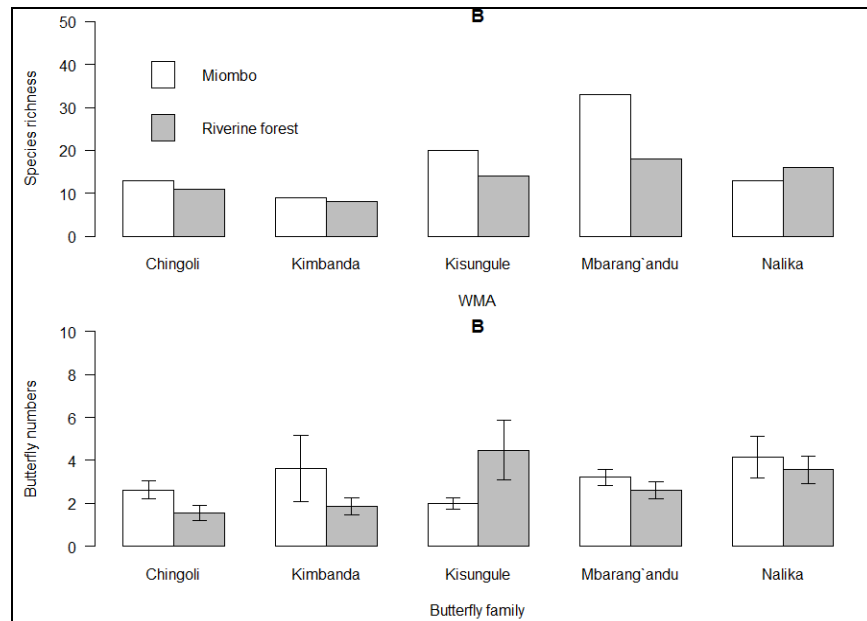 B
50
40
30
20
10
0
Species richness
Miombo
Riverine forest
Chingoli Kimbanda Kisungule Mbarang`andu Nalika
WMA
B
10
8
6
4
2
0
Butterfly numbers
Chingoli Kimbanda Kisungule Mbarang`andu Nalika
Butterfly family